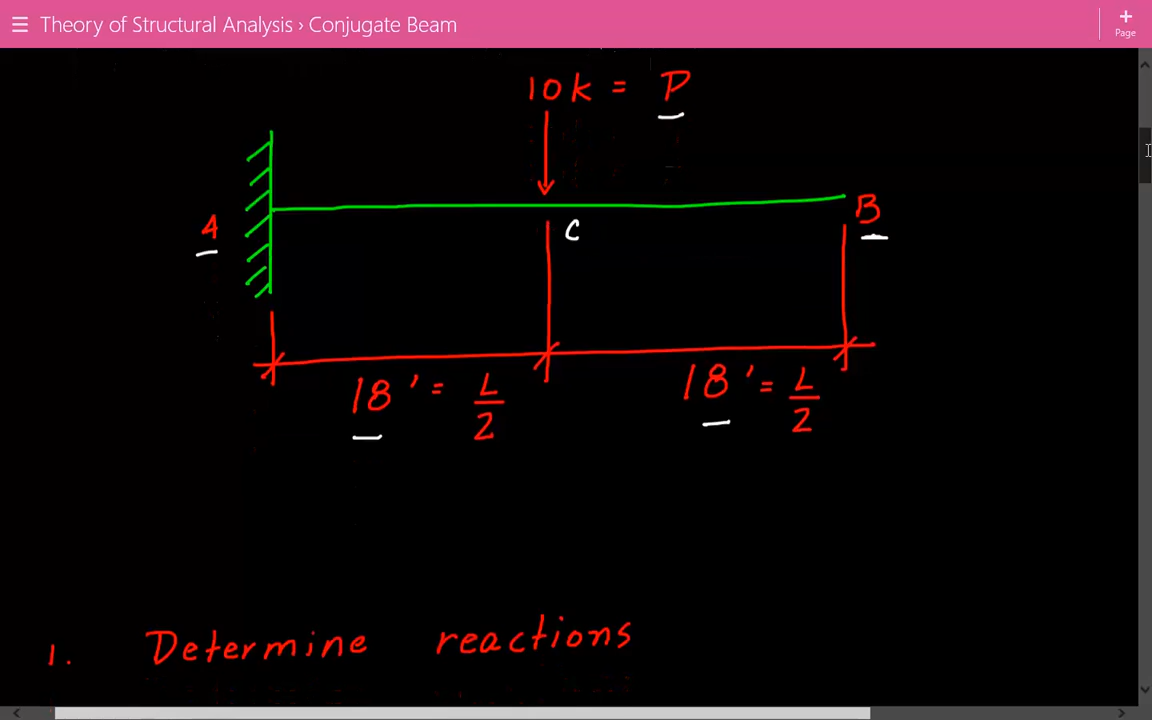 Theory of Structural Analysis › Conjugate Beam
Page
10k = P
A
C
B
18' = L/2
18' = L/2
1. Determine reactions